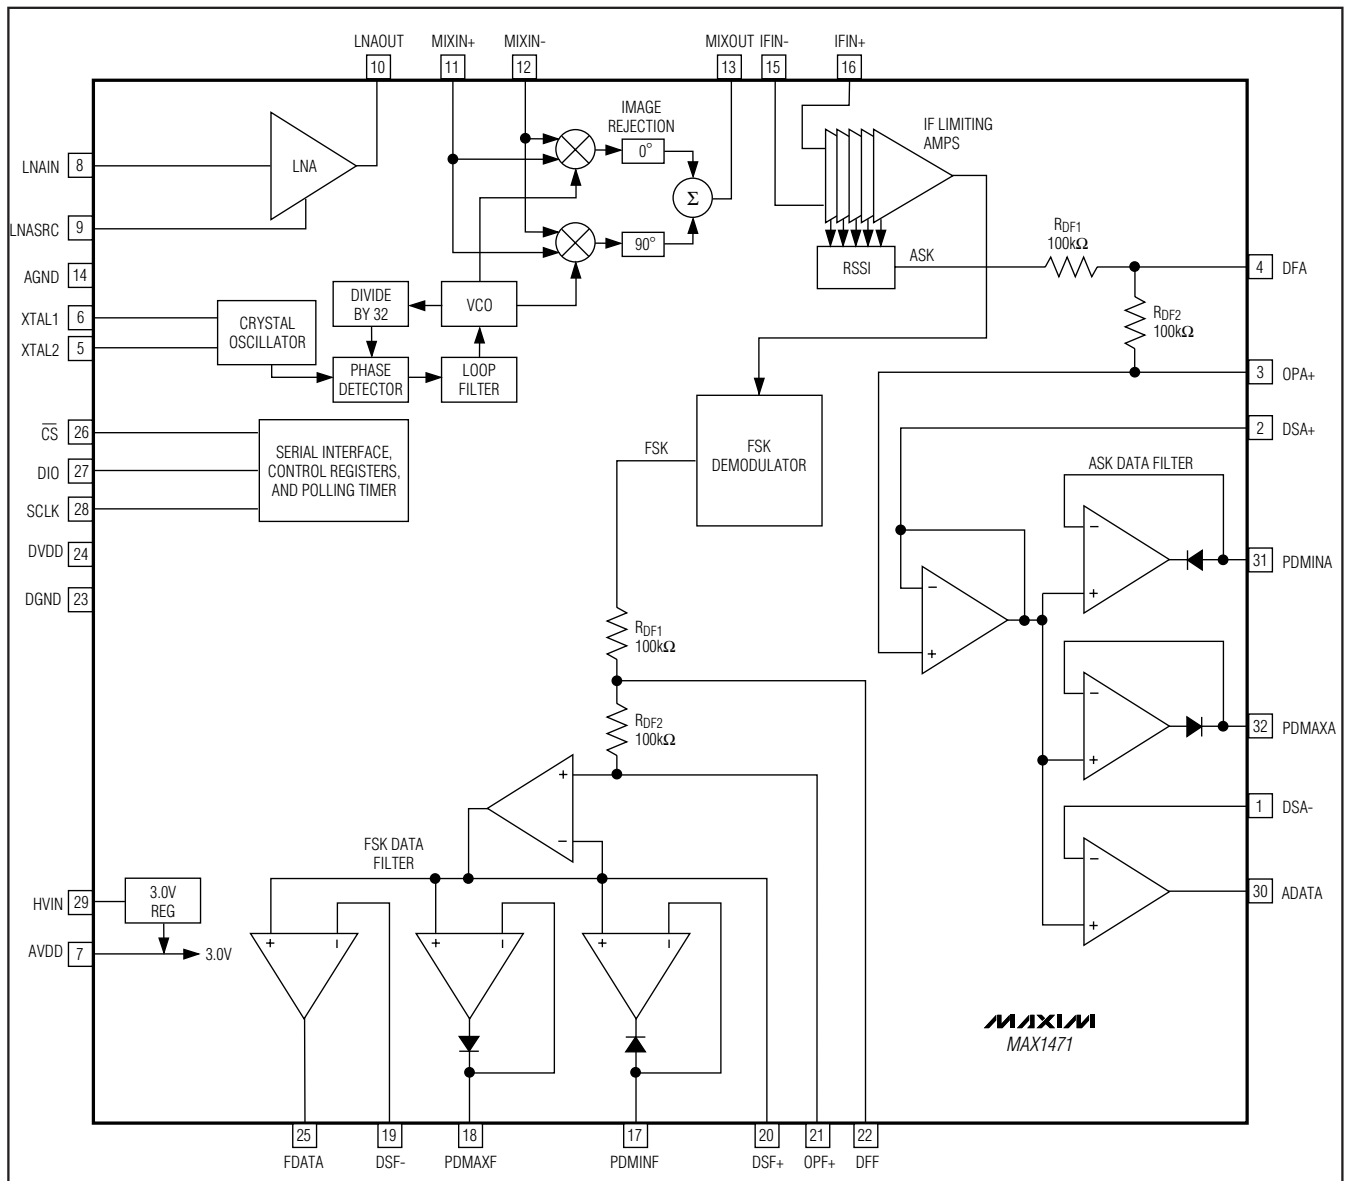 LNAOUT
MIXIN+
MIXIN-
MIXOUT
IFIN-
IFIN+
10
11
12
13
15
16
IMAGE
REJECTION
0°
90°
Σ
IF LIMITING
AMPS
LNAIN
8
LNA
LNASRC
9
AGND
14
XTAL1
6
XTAL2
5
CRYSTAL
OSCILLATOR
DIVIDE
BY 32
VCO
PHASE
DETECTOR
LOOP
FILTER
RSSI
ASK
RDF1
100kΩ
4
DFA
RDF2
100kΩ
3
OPA+
2
DSA+
CS
26
DIO
27
SCLK
28
SERIAL INTERFACE,
CONTROL REGISTERS,
AND POLLING TIMER
DVDD
24
DGND
23
FSK
FSK
DEMODULATOR
ASK DATA FILTER
−
+
31
PDMINA
−
+
RDF1
100kΩ
RDF2
100kΩ
−
+
32
PDMAXA
1
DSA-
−
+
30
ADATA
+
−
FSK DATA
FILTER
HVIN
29
3.0V
REG
AVDD
7
3.0V
+
−
+
−
+
−
MAXIM
MAX1471
25
19
18
17
20
21
22
FDATA
DSF-
PDMAXF
PDMINF
DSF+
OPF+
DFF